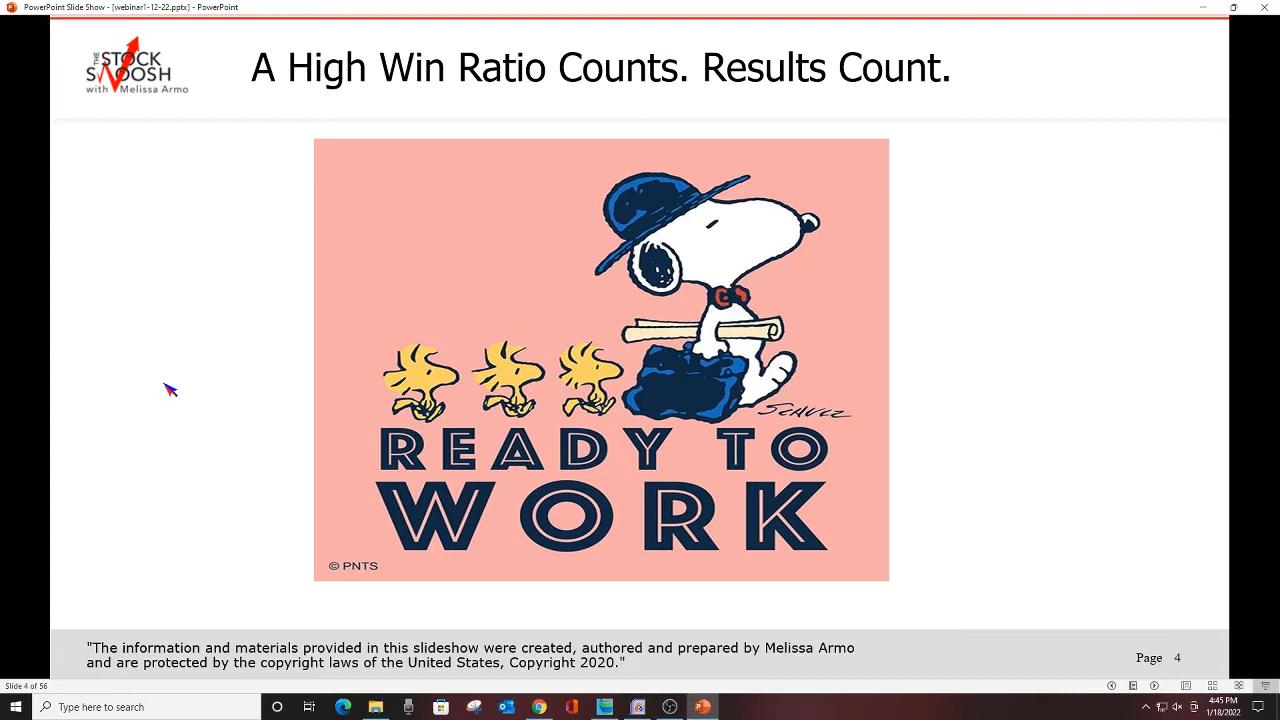 PowerPoint Slide Show - [webinar1-12-22.pptx] - PowerPoint
THE
STOCK
SWOOSH
with Melissa Armo
A High Win Ratio Counts. Results Count.
SCHULZ
READY TO
WORK
© PNTS
"The information and materials provided in this slideshow were created, authored and prepared by Melissa Armo
and are protected by the copyright laws of the United States, Copyright 2020."
Page 4
Slide 4 of 56
Type here to search
4:45 PM
1/18/2022